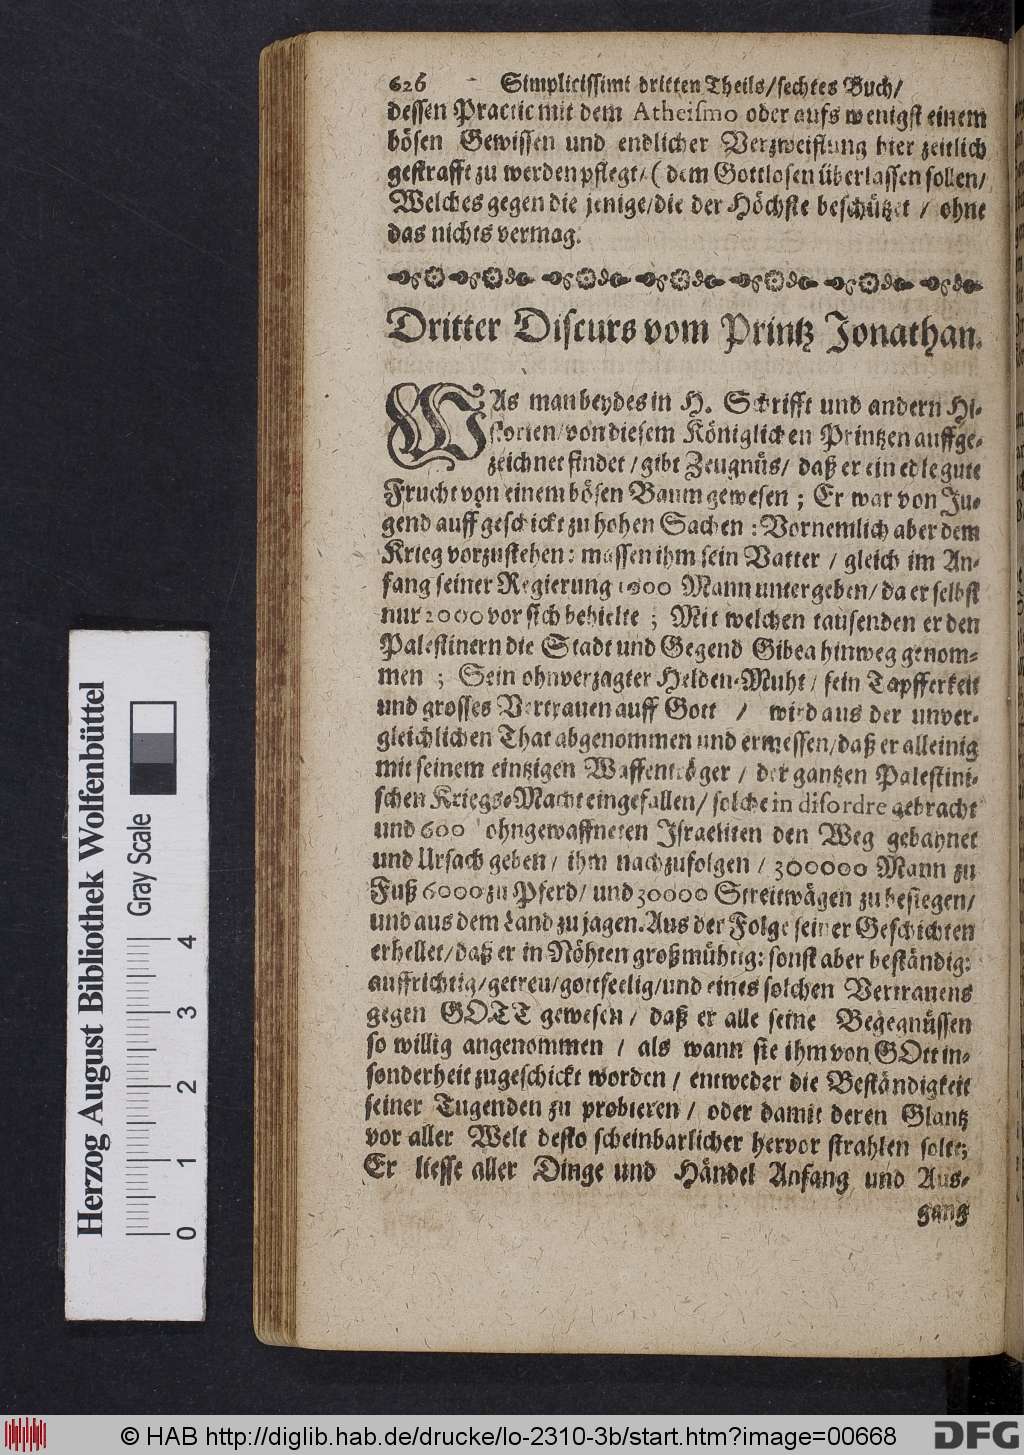 626 Simplicissimi dritten Theils/sechtes Buch/
dessen Practic mit dem Atheismo oder aufs wenigst einem
bösen Gewissen und endlicher Verzweiflung hier zeitlich
gestrafft zu werden pflegt/ (dem Gottlosen überlassen sollen/
Welches gegen die jenige/die der Höchste beschützet / ohne
das nichts vermag.
Dritter Discurs vom Printz Jonathan.
WAs man beydes in H. Schrifft und andern Hi-
storien/von diesem Königlichen Printzen auffge-
zeichnet findet / gibt Zeugnüs/ daß er ein edle gute
Frucht von einem bösen Baum gewesen ; Er war von Ju-
gend auff geschickt zu hohen Sachen : Vornemlich aber dem
Krieg vorzustehen: massen ihm sein Vatter / gleich im An-
fang seiner Regierung 1000 Mann untergeben/ da er selbst
nur 2000 vor sich behielte ; Mit welchen tausenden er den
Palestinern die Stadt und Gegend Gibea hinweg genom-
men ; Sein ohnverzagter Helden-Muht / sein Tapfferkeit
und grosses Vertrauen auff Gott / wird aus der unver-
gleichlichen That abgenommen und ermessen/daß er alleinig
mit seinem eintzigen Waffenträger / der gantzen Palestini-
schen Kriegs-Macht eingefallen/ solche in disordre gebracht
und 600 ohngewaffneten Israeliten den Weg gebahnet
und Ursach geben/ ihm nachzufolgen / 300000 Mann zu
Fuß 6000 zu Pferd/ und 30000 Streitwägen zu besiegen/
und aus dem Land zu jagen. Aus der Folge seiner Geschichten
erhellet/daß er in Nöhten großmühtig: sonst aber beständig:
auffrichtig/getreu/gottseelig/und eines solchen Vertrauens
gegen GOTT gewesen/ daß er alle seine Begegnüssen
so willig angenommen / als wann sie ihm von GOtt in-
sonderheit zugeschickt worden / entweder die Beständigkeit
seiner Tugenden zu probieren / oder damit deren Glantz
vor aller Welt desto scheinbarlicher hervor strahlen solte;
Er liesse aller Dinge und Händel Anfang und Aus-
gang
Herzog August Bibliothek Wolfenbüttel
Gray Scale
0 1 2 3 4
© HAB http://diglib.hab.de/drucke/lo-2310-3b/start.htm?image=00668
DFG